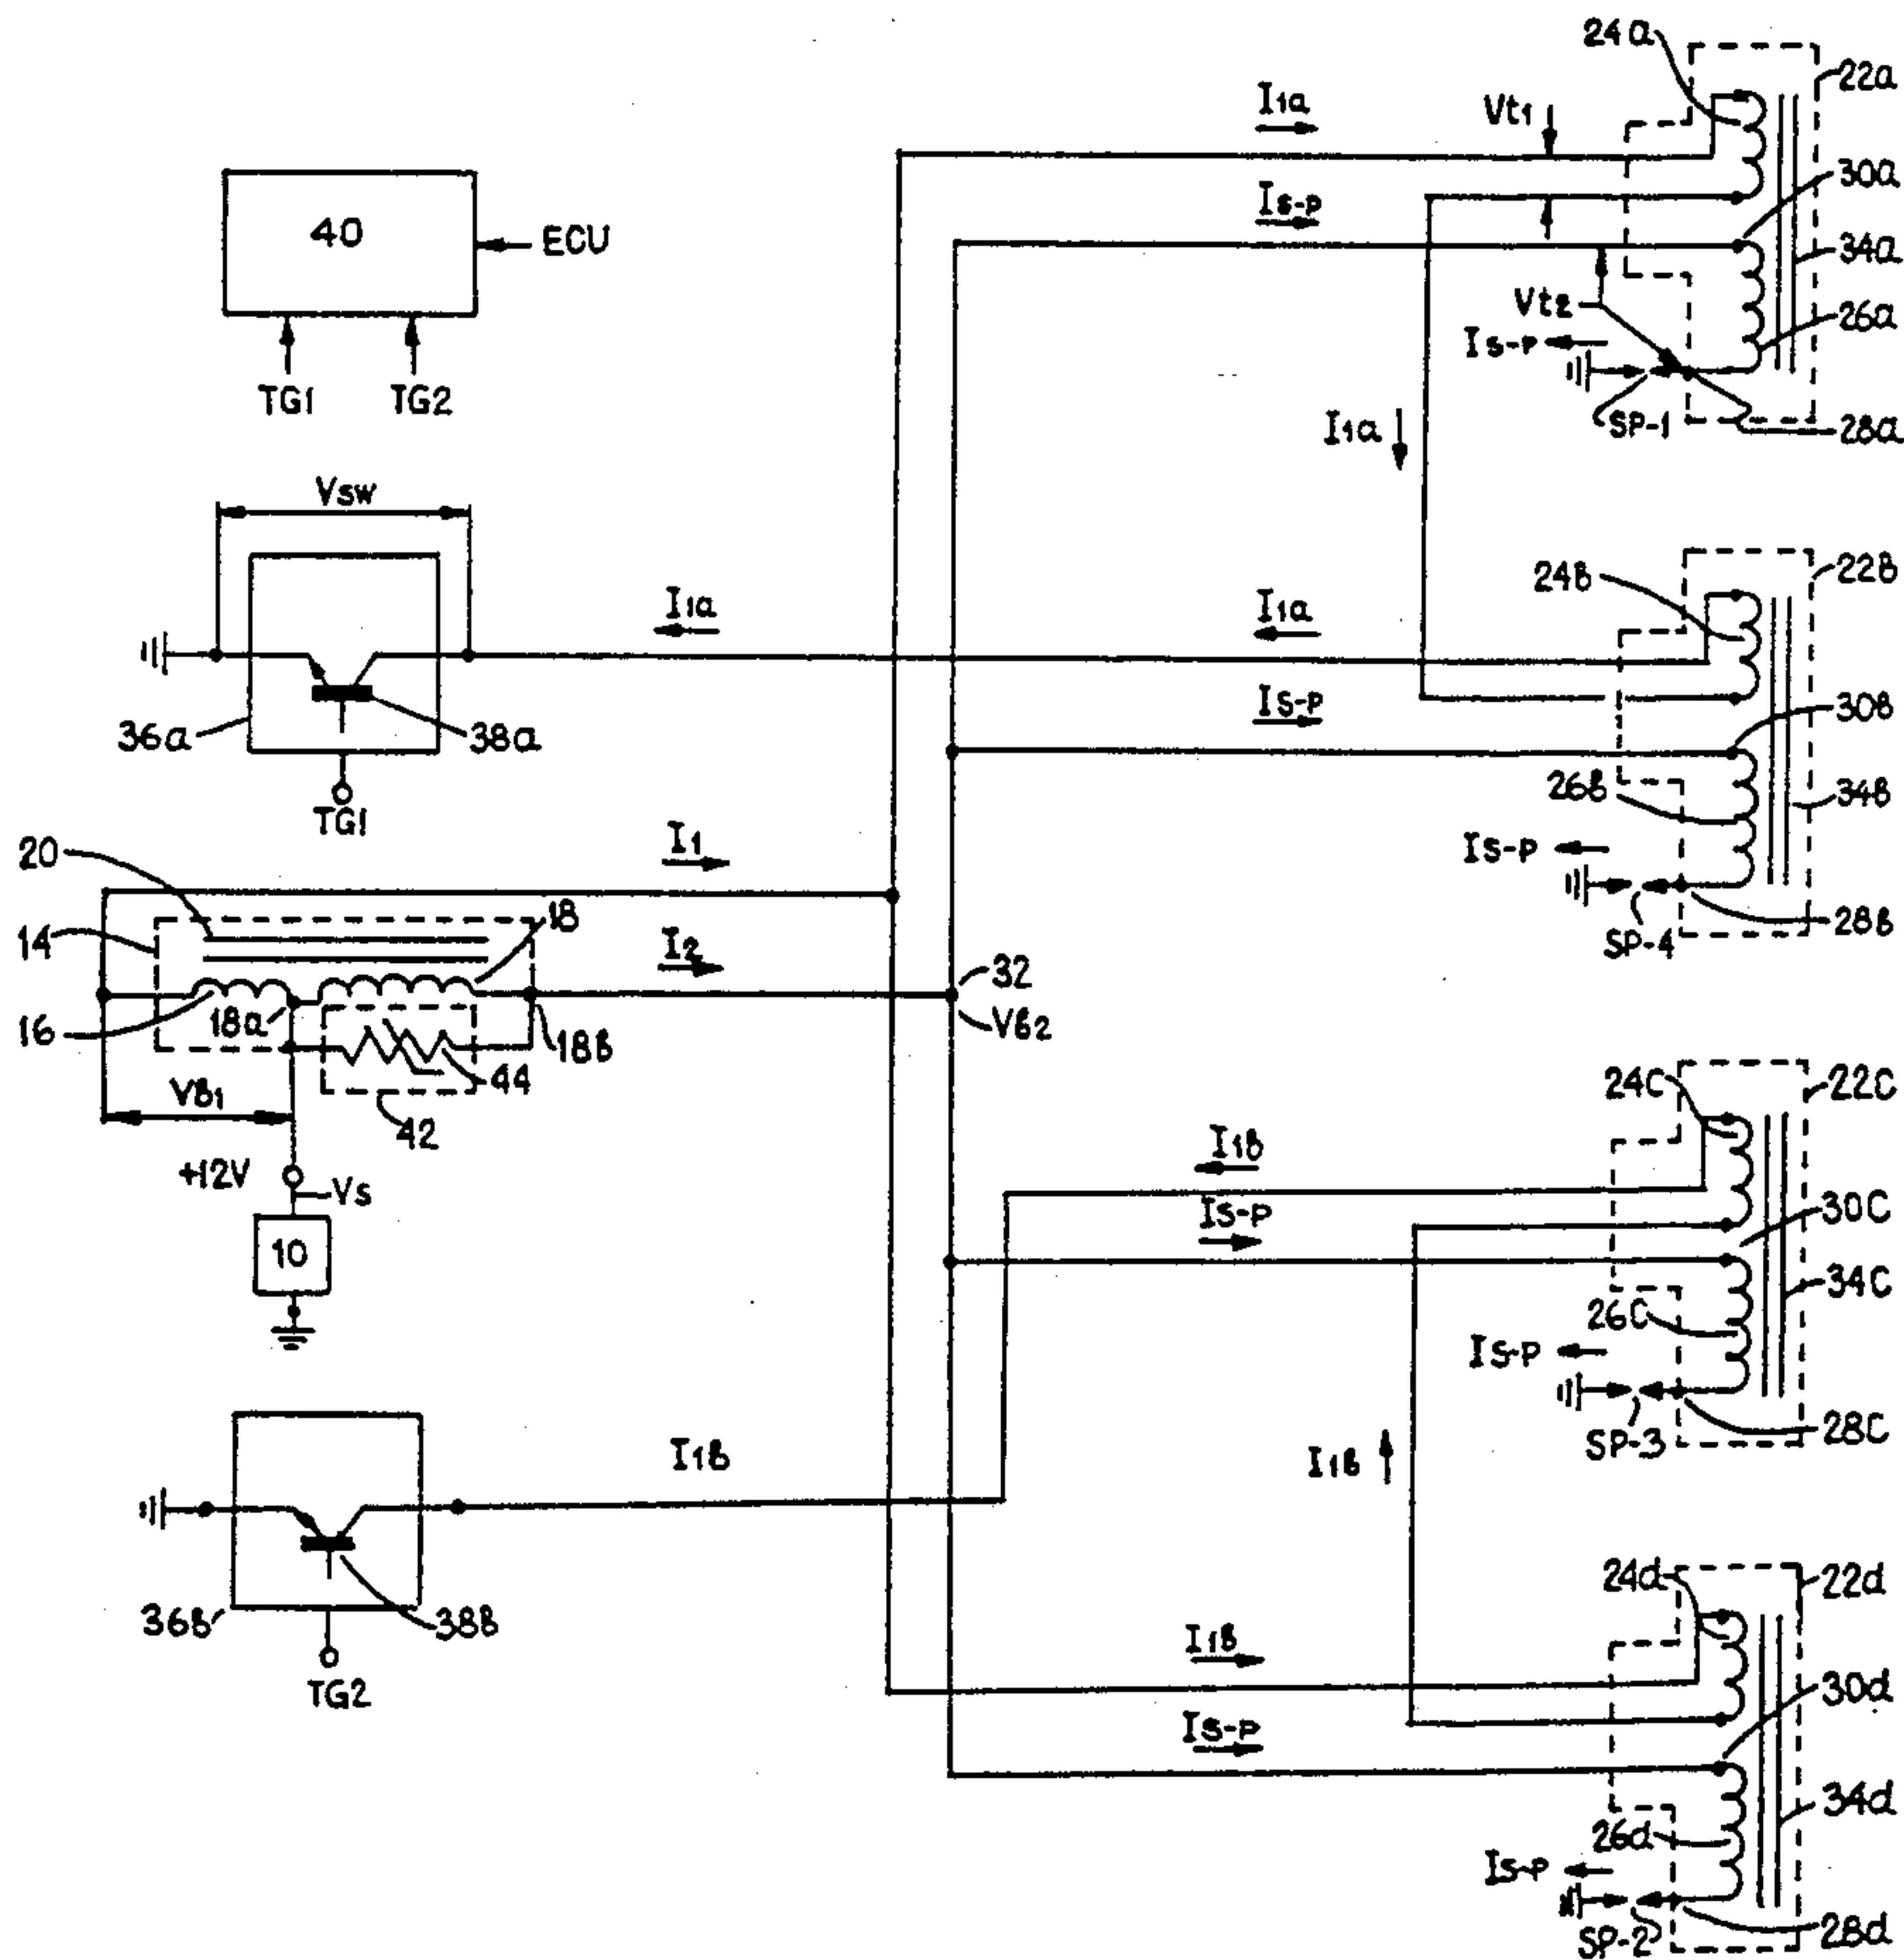 24a
22a
I1a
Vt1
30a
40
ECU
Is-p
34a
Vt2
26a
Is-p
TG1
TG2
SP-1
28a
I1a
Vsw
24b
22b
I1a
I1a
30b
36a
38a
Is-p
34b
TG1
26b
20
I1
Is-p
14
18
SP-4
28b
I2
32
16
18a
18b
Vb2
44
Vb1
42
24c
22c
I1b
+12V
Vs
30c
Is-p
10
34c
26c
Is-p
I1b
SP-3
28c
I1b
24d
22d
36b
38b
I1b
30d
TG2
Is-p
34d
26d
Is-p
SP-2
28d